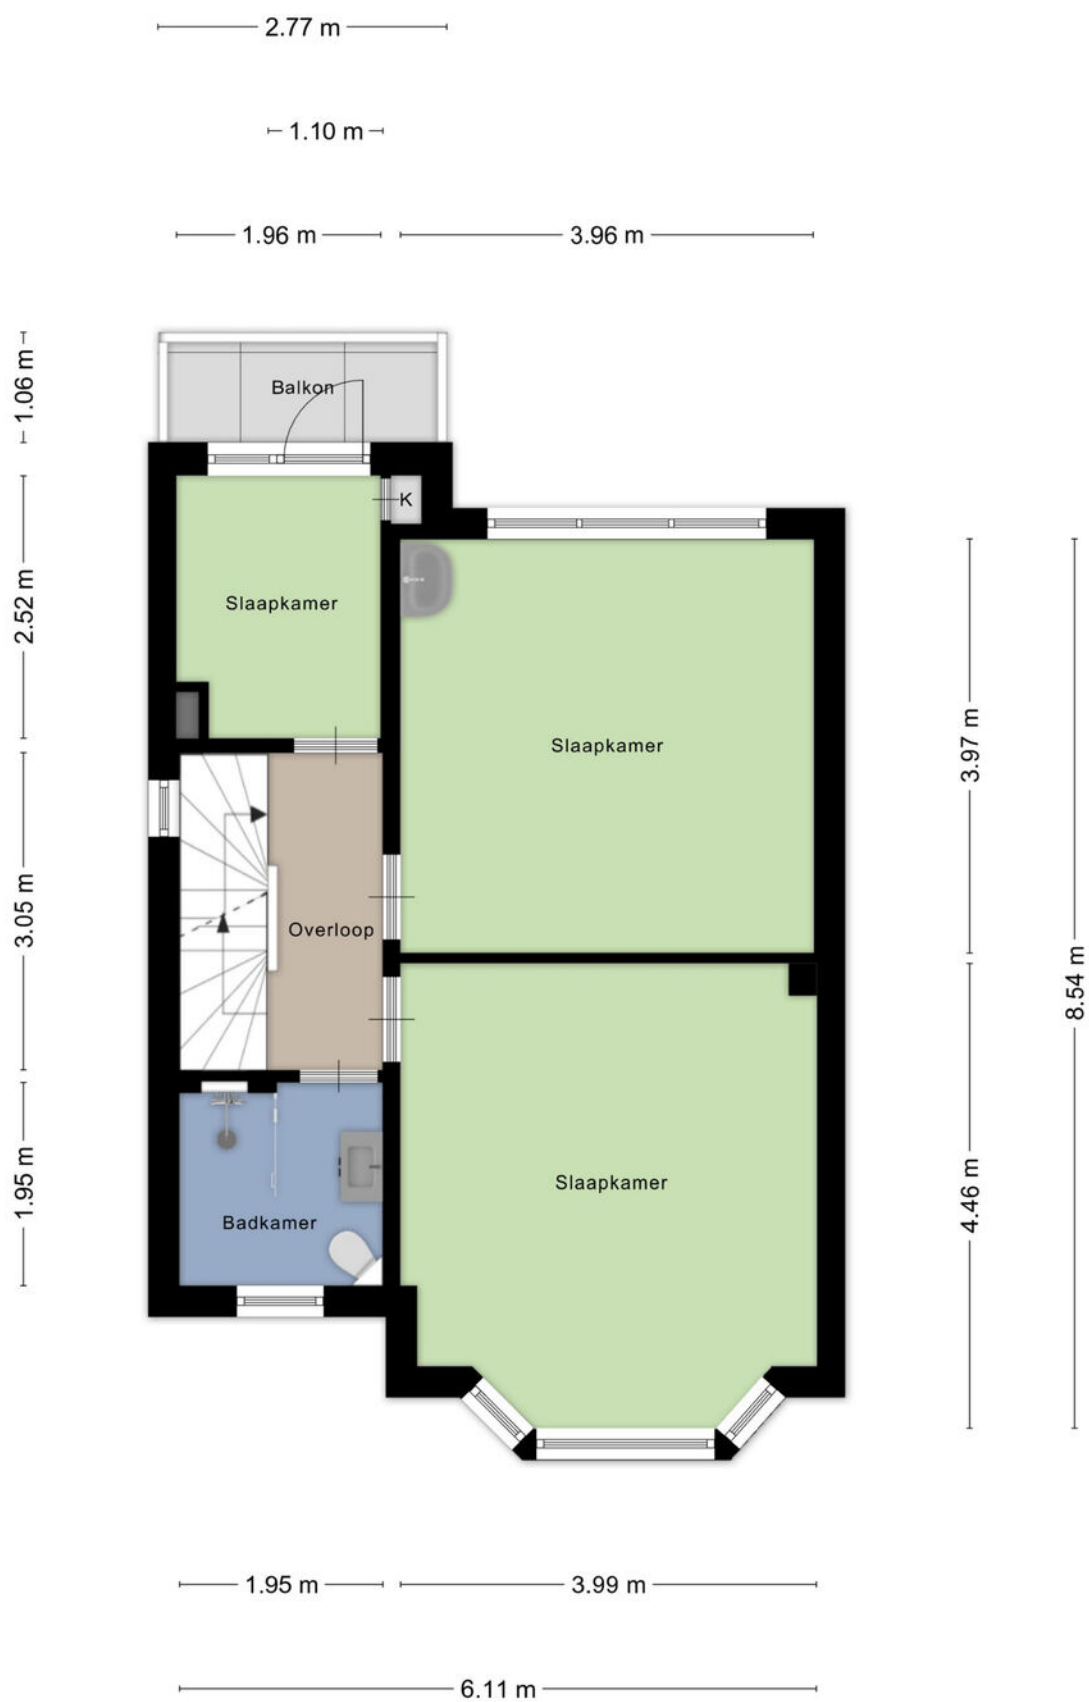 2.77 m
1.10 m
1.96 m
3.96 m
1.06 m
Balkon
K
2.52 m
Slaapkamer
Slaapkamer
3.97 m
3.05 m
Overloop
8.54 m
1.95 m
Slaapkamer
4.46 m
Badkamer
1.95 m
3.99 m
6.11 m